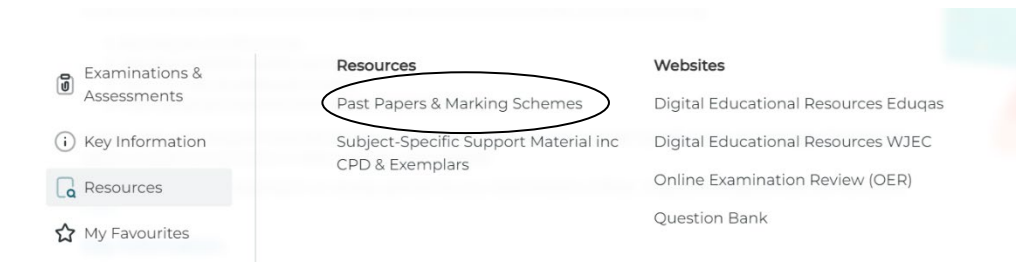 Examinations &
Assessments
Key Information
Resources
My Favourites
Resources
Past Papers & Marking Schemes
Subject-Specific Support Material inc
CPD & Exemplars
Websites
Digital Educational Resources Eduqas
Digital Educational Resources WJEC
Online Examination Review (OER)
Question Bank